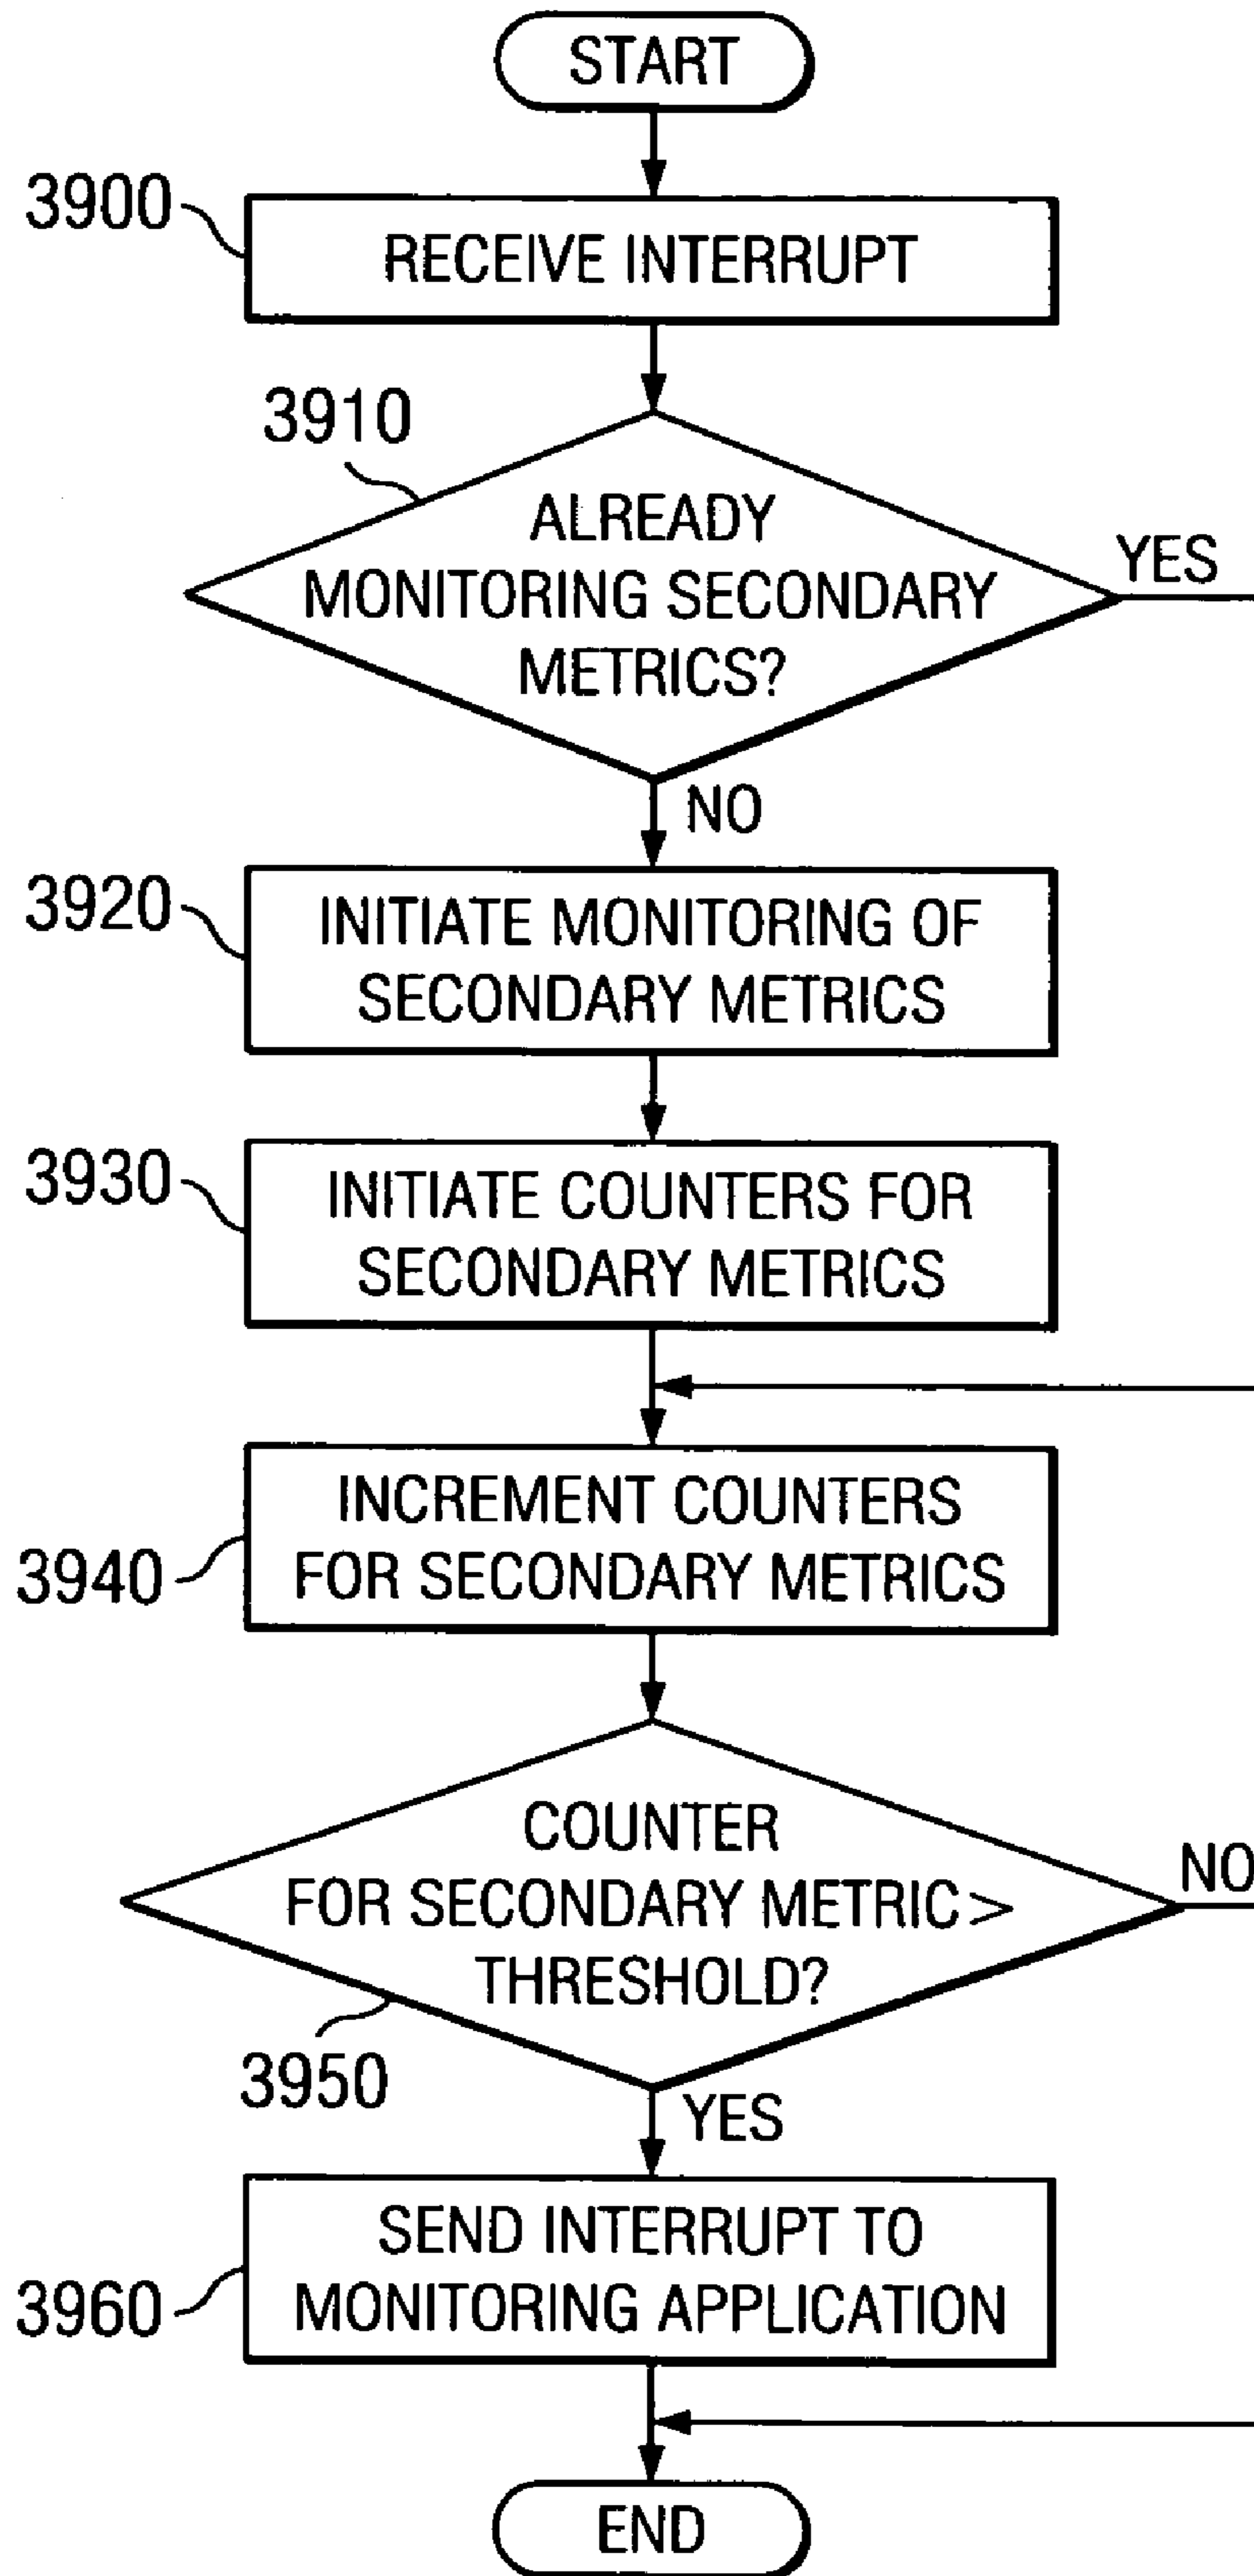 START
3900
RECEIVE INTERRUPT
3910
ALREADY
MONITORING SECONDARY
METRICS?
YES
NO
3920
INITIATE MONITORING OF
SECONDARY METRICS
3930
INITIATE COUNTERS FOR
SECONDARY METRICS
3940
INCREMENT COUNTERS
FOR SECONDARY METRICS
COUNTER
FOR SECONDARY METRIC >
THRESHOLD?
NO
3950
YES
3960
SEND INTERRUPT TO
MONITORING APPLICATION
END